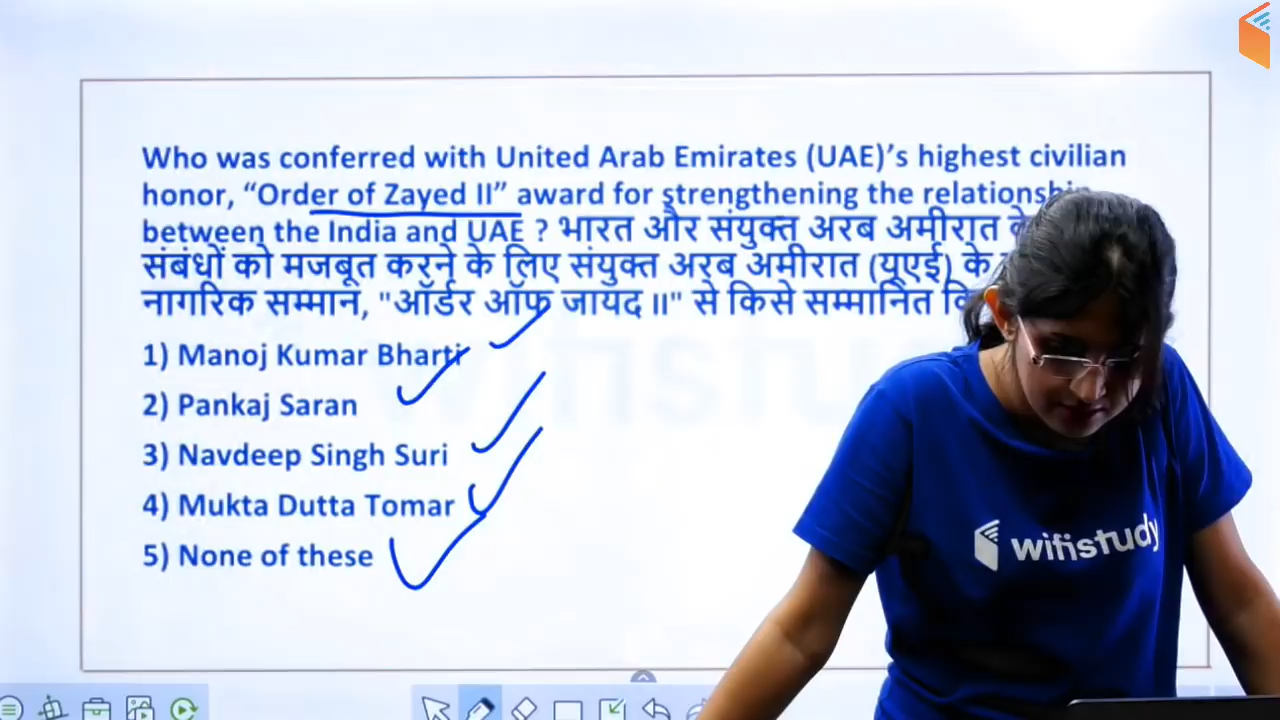 Who was conferred with United Arab Emirates (UAE)'s highest civilian
honor, “Order of Zayed II” award for strengthening the relationship
between the India and UAE ? भारत और संयुक्त अरब अमीरात के
संबंधों को मजबूत करने के लिए संयुक्त अरब अमीरात (यूएई) के
नागरिक सम्मान, "ऑर्डर ऑफ जायद II" से किसे सम्मानित
1) Manoj Kumar Bharti
2) Pankaj Saran
3) Navdeep Singh Suri
4) Mukta Dutta Tomar
5) None of these
wifistudy